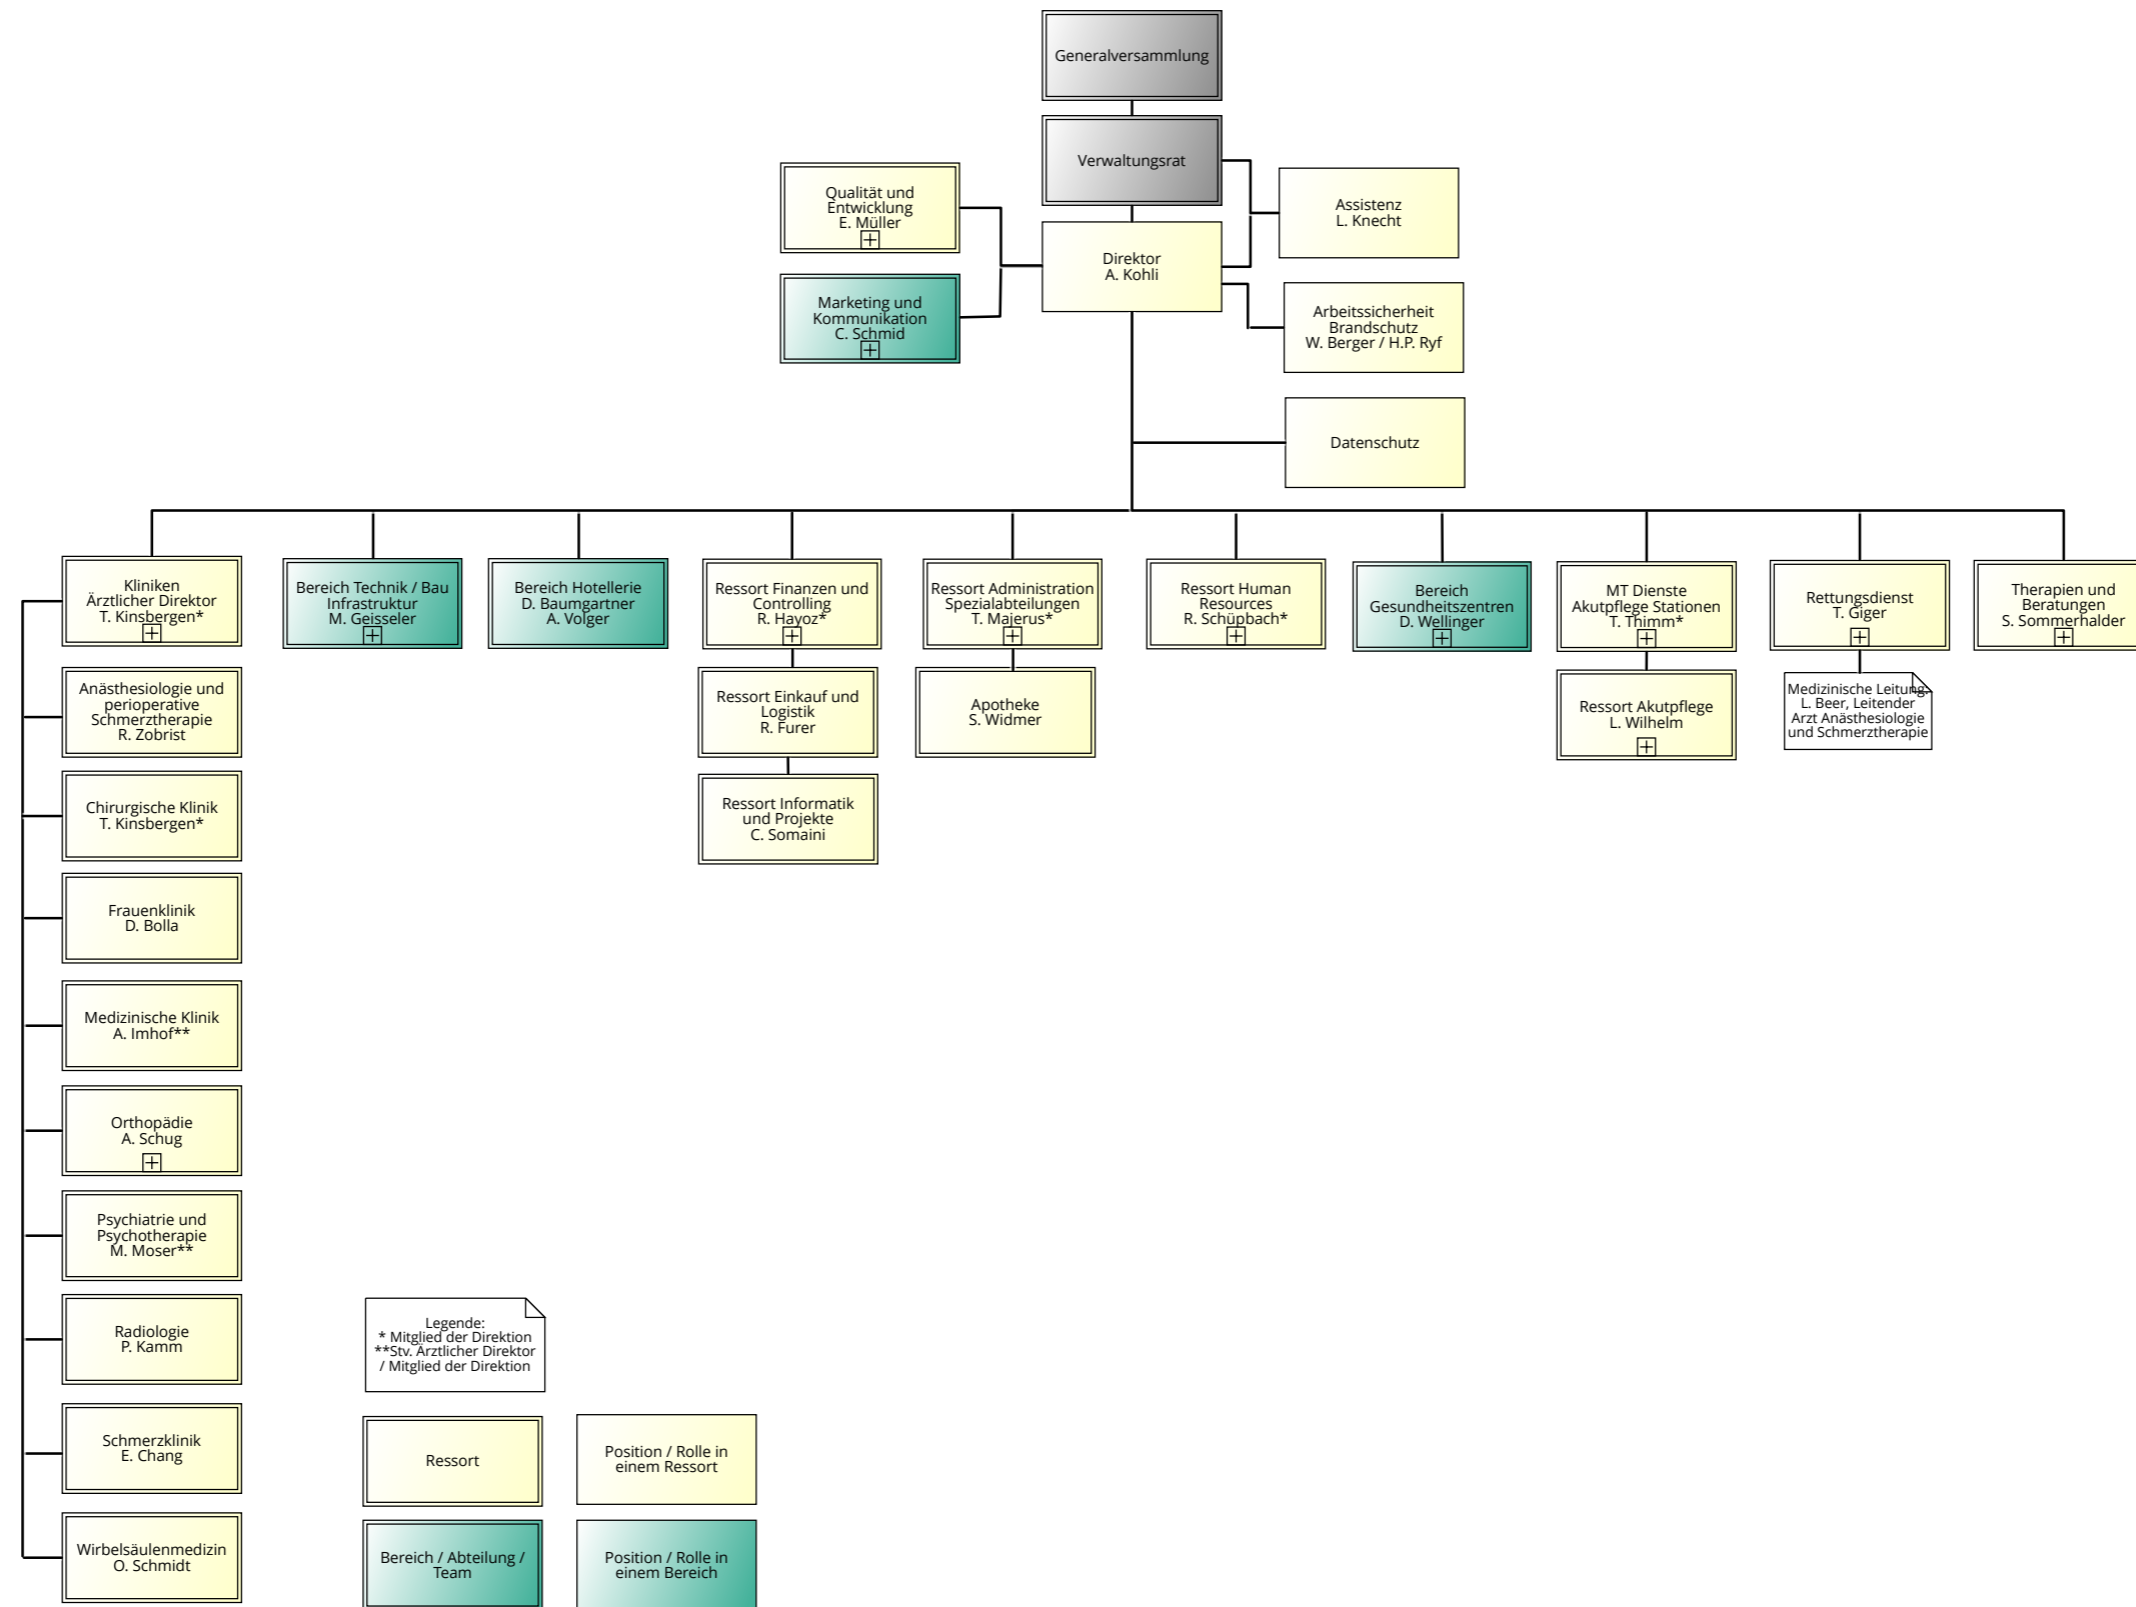 Generalversammlung
Verwaltungsrat
Qualität und
Entwicklung
E. Müller
Assistenz
L. Knecht
Direktor
A. Kohli
Marketing und
Kommunikation
C. Schmid
Arbeitssicherheit
Brandschutz
W. Berger / H.P. Ryf
Datenschutz
Kliniken
Ärztlicher Direktor
T. Kinsbergen*
Bereich Technik / Bau
Infrastruktur
M. Geisseler
Bereich Hotellerie
D. Baumgartner
A. Volger
Ressort Finanzen und
Controlling
R. Hayoz*
Ressort Administration
Spezialabteilungen
T. Majerus*
Ressort Human
Resources
R. Schüpbach*
Bereich
Gesundheitszentren
D. Wellinger
MT Dienste
Akutpflege Stationen
T. Thimm*
Rettungsdienst
T. Giger
Therapien und
Beratungen
S. Sommerhalder
Anästhesiologie und
perioperative
Schmerztherapie
R. Zobrist
Ressort Einkauf und
Logistik
R. Furer
Apotheke
S. Widmer
Ressort Akutpflege
L. Wilhelm
Medizinische Leitung:
L. Beer, Leitender
Arzt Anästhesiologie
und Schmerztherapie
Chirurgische Klinik
T. Kinsbergen*
Ressort Informatik
und Projekte
C. Somaini
Frauenklinik
D. Bolla
Medizinische Klinik
A. Imhof**
Orthopädie
A. Schug
Psychiatrie und
Psychotherapie
M. Moser**
Radiologie
P. Kamm
Legende:
* Mitglied der Direktion
**Stv. Ärztlicher Direktor
/ Mitglied der Direktion
Schmerzklinik
E. Chang
Ressort
Position / Rolle in
einem Ressort
Wirbelsäulenmedizin
O. Schmidt
Bereich / Abteilung /
Team
Position / Rolle in
einem Bereich